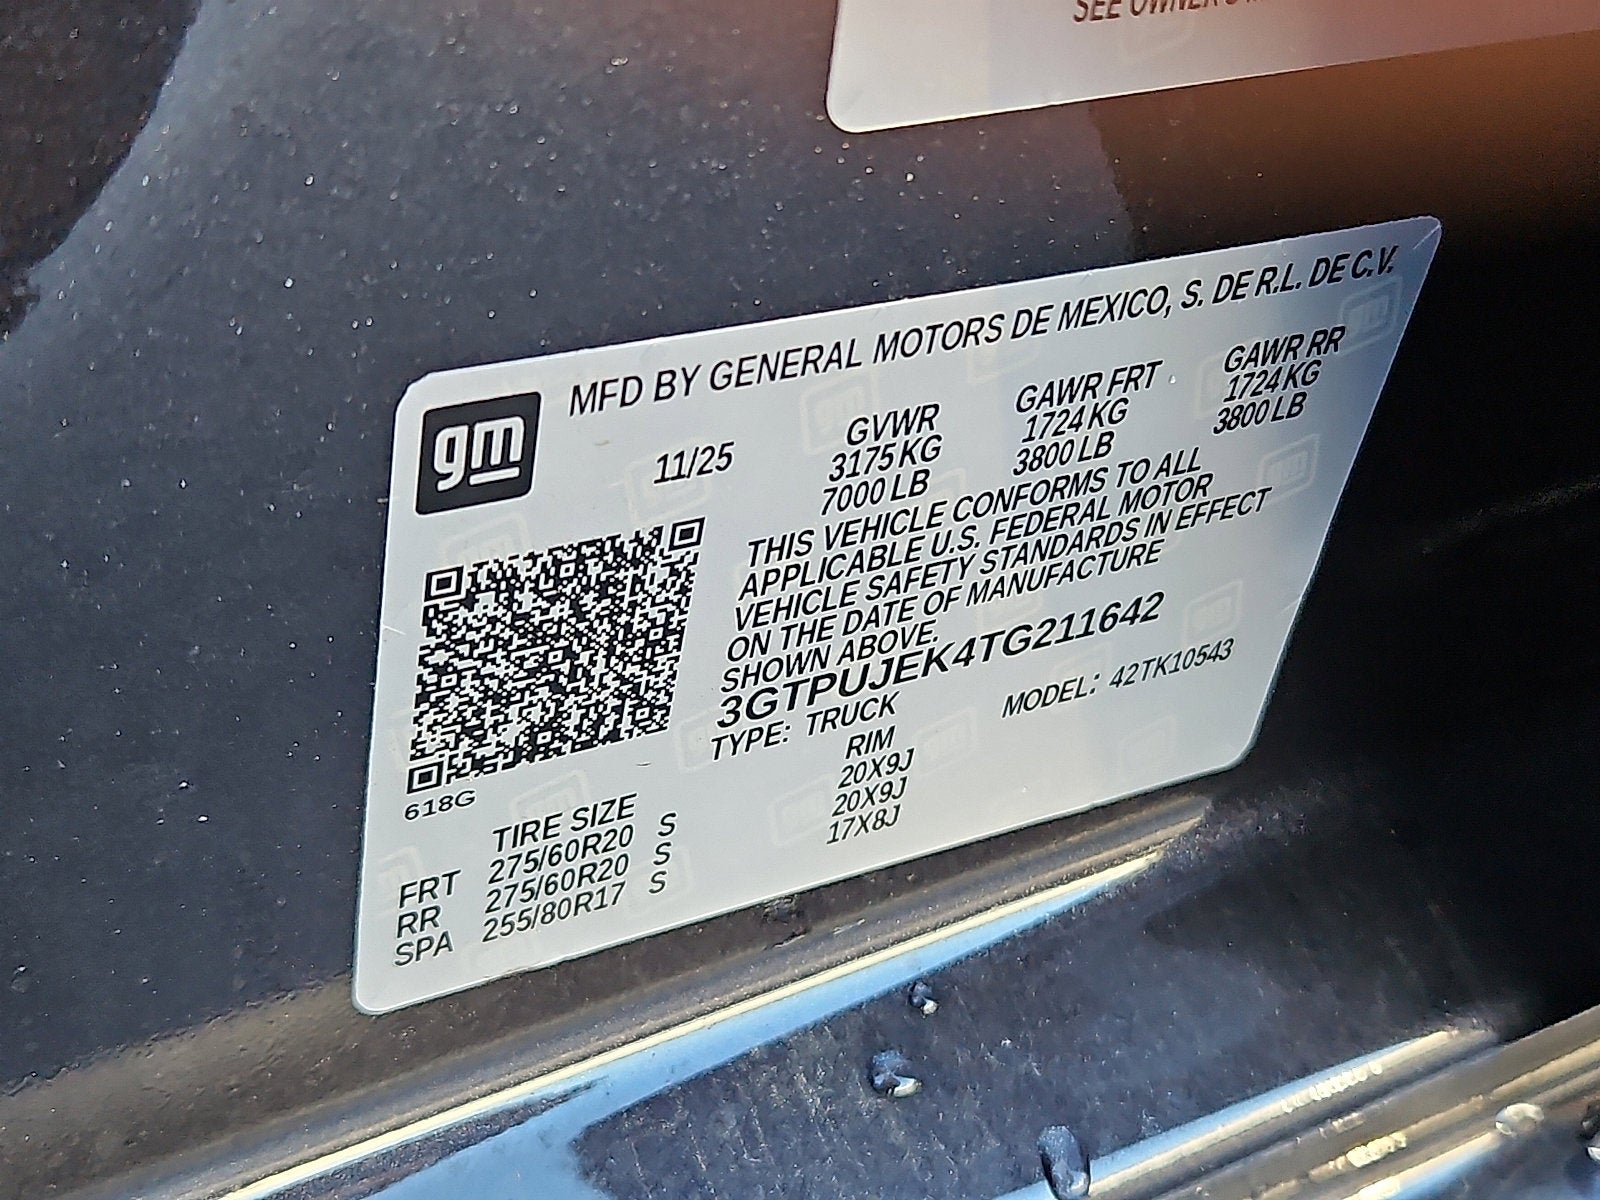 SEE OWNER'S
gm
MFD BY GENERAL MOTORS DE MEXICO, S. DE R.L. DE C.V.
11/25
GVWR GAWR FRT GAWR RR
3175 KG 1724 KG 1724 KG
7000 LB 3800 LB 3800 LB
THIS VEHICLE CONFORMS TO ALL
APPLICABLE U.S. FEDERAL MOTOR
VEHICLE SAFETY STANDARDS IN EFFECT
ON THE DATE OF MANUFACTURE
SHOWN ABOVE.
3GTPUJEK4TG211642
TYPE: TRUCK MODEL: 42TK10543
618G
TIRE SIZE RIM
FRT 275/60R20 S 20X9J
RR 275/60R20 S 20X9J
SPA 255/80R17 S 17X8J